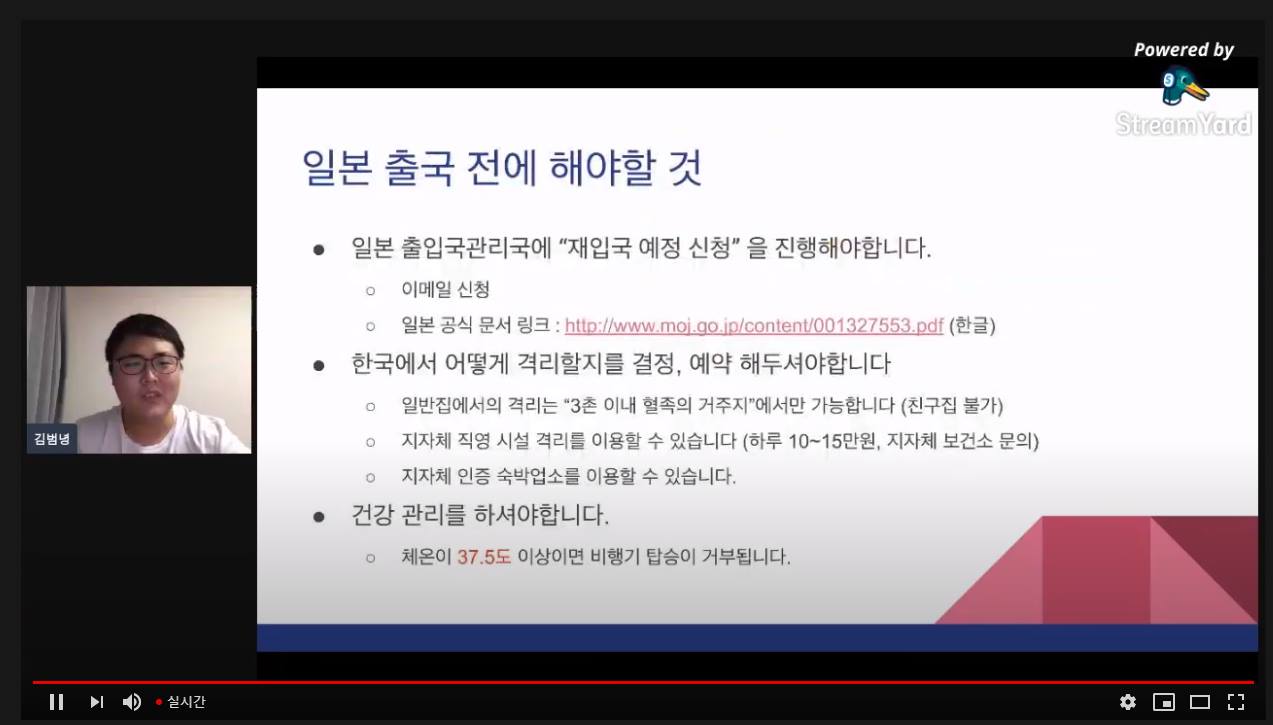 Powered by
StreamYard
일본 출국 전에 해야할 것
● 일본 출입국관리국에 “재입국 예정 신청” 을 진행해야합니다.
○ 이메일 신청
○ 일본 공식 문서 링크 : http://www.moj.go.jp/content/001327553.pdf (한글)
● 한국에서 어떻게 격리할지를 결정, 예약 해두셔야합니다
○ 일반집에서의 격리는 “3촌 이내 혈족의 거주지”에서만 가능합니다 (친구집 불가)
○ 지자체 직영 시설 격리를 이용할 수 있습니다 (하루 10~15만원, 지자체 보건소 문의)
○ 지자체 인증 숙박업소를 이용할 수 있습니다.
● 건강 관리를 하셔야합니다.
○ 체온이 37.5도 이상이면 비행기 탑승이 거부됩니다.
김범녕
실시간